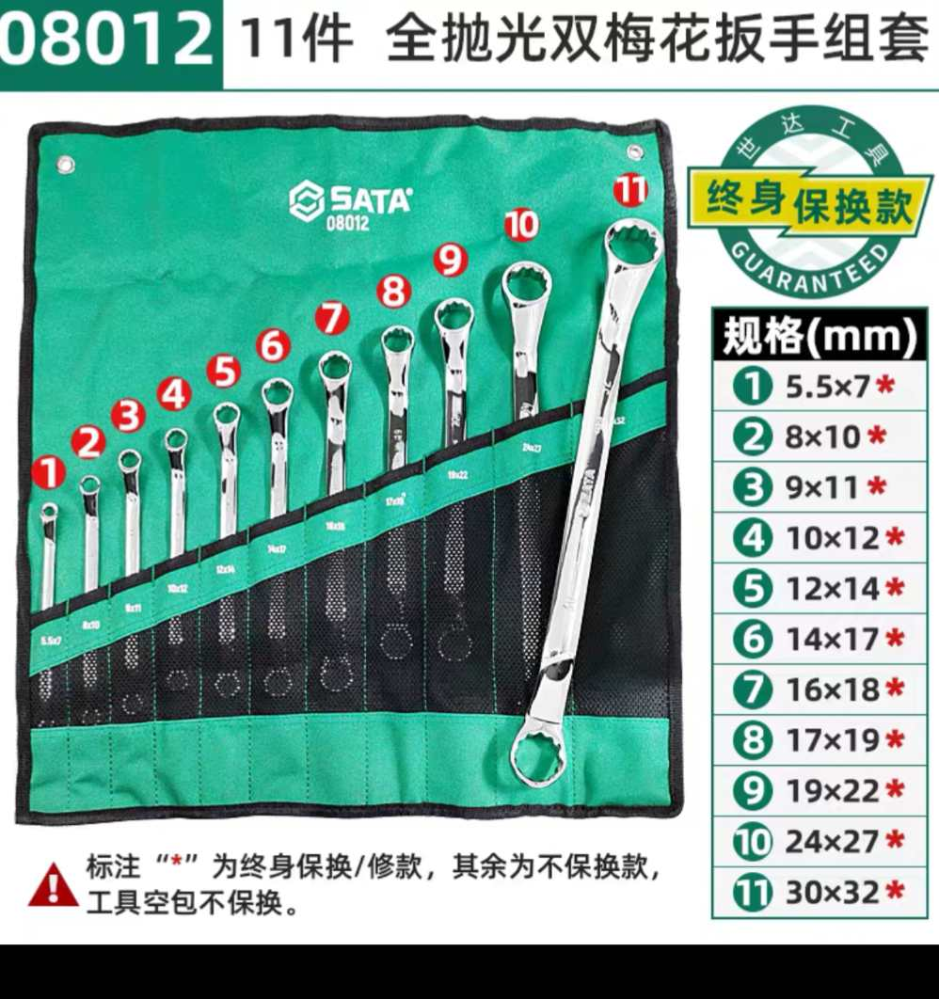 08012 11件 全抛光双梅花扳手组套
世达工具
终身保换款
GUARANTEED
SATA
08012
11
10
9
8
7
6
5
4
3
2
1
5.5x7
8x10
9x11
10x12
12x14
14x17
16x18
17x19
19x22
24x27
SATA
规格(mm)
1 5.5×7*
2 8×10*
3 9×11*
4 10×12*
5 12×14*
6 14×17*
7 16×18*
8 17×19*
9 19×22*
10 24×27*
11 30×32*
标注“*”为终身保换/修款，其余为不保换款，
工具空包不保换。